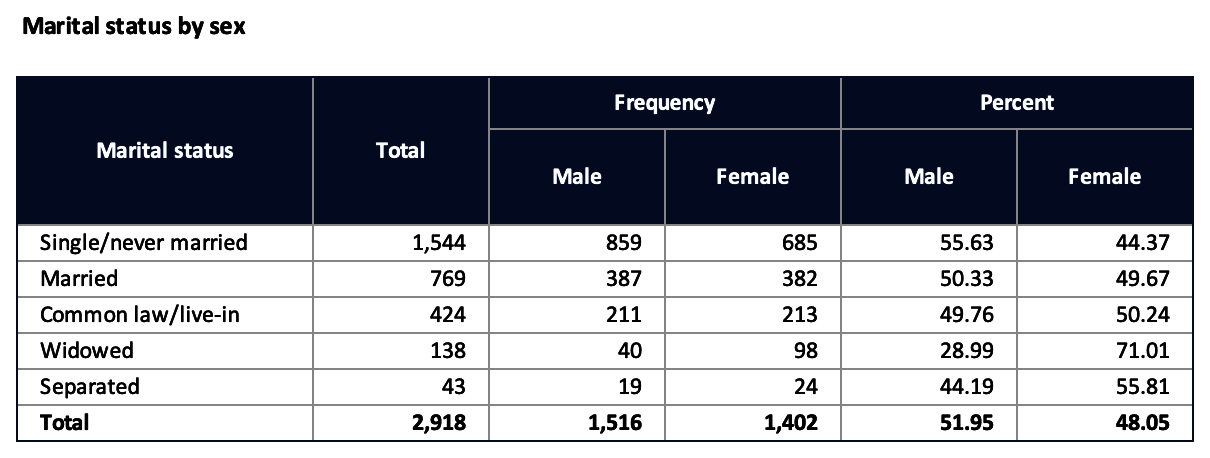 Marital status by sex
Marital status Total Frequency Percent
Male Female Male Female
Single/never married 1,544 859 685 55.63 44.37
Married 769 387 382 50.33 49.67
Common law/live-in 424 211 213 49.76 50.24
Widowed 138 40 98 28.99 71.01
Separated 43 19 24 44.19 55.81
Total 2,918 1,516 1,402 51.95 48.05